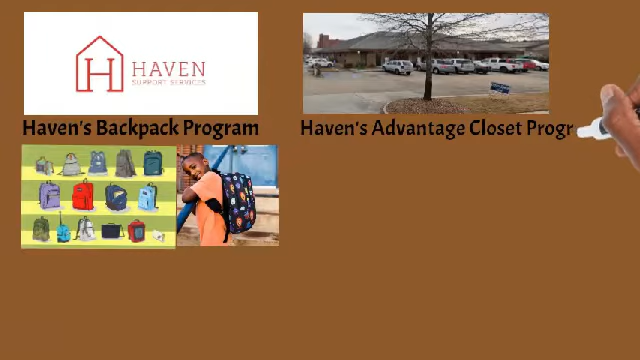 HAVEN
SUPPORT SERVICES
Haven's Backpack Program
Haven's Advantage Closet Progr